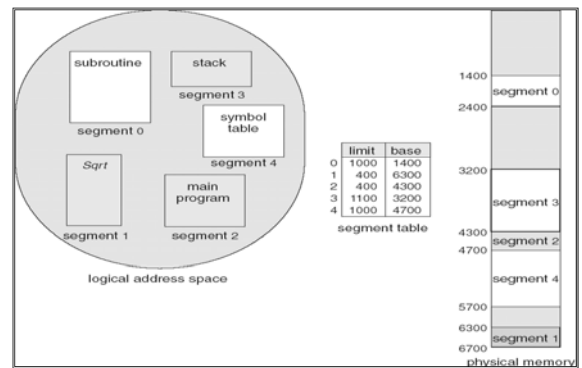 subroutine
segment 0
stack
segment 3
symbol
table
segment 4
Sqrt
segment 1
main
program
segment 2
logical address space
limit base
0 1000 1400
1 400 6300
2 400 4300
3 1100 3200
4 1000 4700
segment table
1400
segment 0
2400
3200
segment 3
4300
segment 2
4700
segment 4
5700
6300
segment 1
6700
physical memory